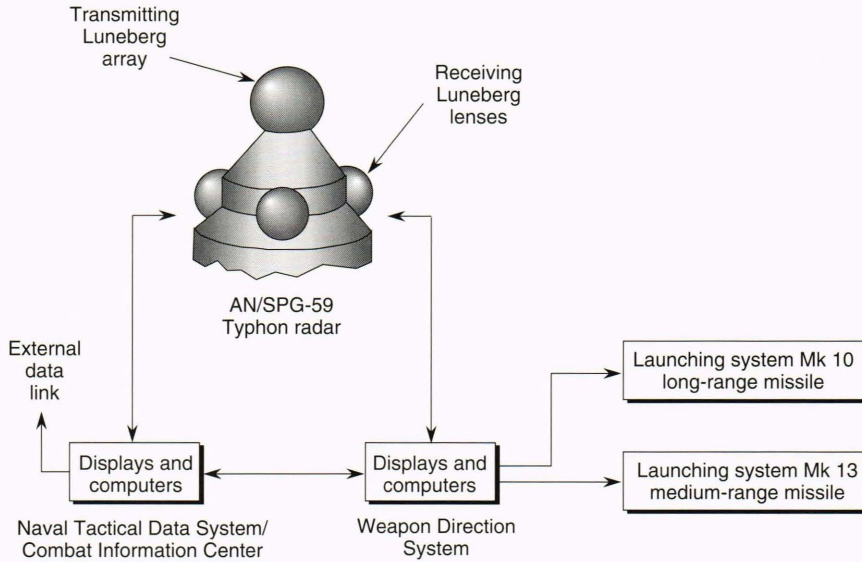 Transmitting
Luneberg
array
Receiving
Luneberg
lenses
AN/SPG-59
Typhon radar
External
data
link
Launching system Mk 10
long-range missile
Displays and
computers
Displays and
computers
Launching system Mk 13
medium-range missile
Naval Tactical Data System/
Combat Information Center
Weapon Direction
System